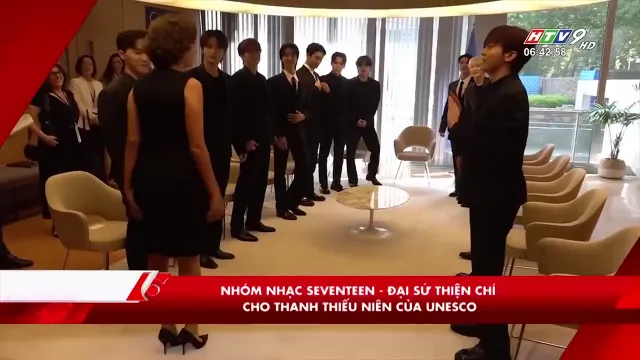 HTV9 HD
06:42:58
NHÓM NHẠC SEVENTEEN - ĐẠI SỨ THIỆN CHÍ
CHO THANH THIẾU NIÊN CỦA UNESCO